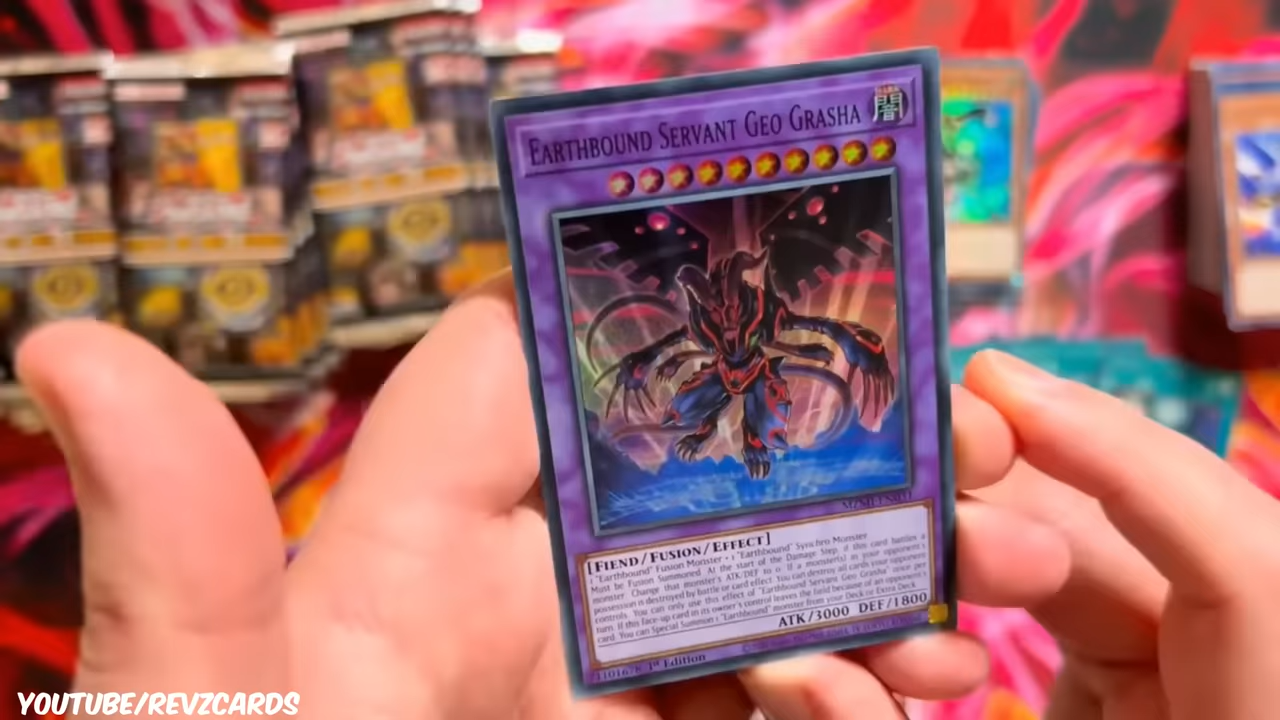 EARTHBOUND SERVANT GEO GRASHA
DARK
闇
[FIEND/FUSION/EFFECT]
1 "Earthbound" Fusion Monster + 1 "Earthbound" Synchro Monster
Must be Fusion Summoned. At the start of the Damage Step, if this card battles a
monster: Change that monster's ATK/DEF to 0. If a monster(s) in your opponent's
possession is destroyed by battle or card effect: You can destroy all cards your opponent
controls. You can only use this effect of "Earthbound Servant Geo Grasha" once per
turn. If this face-up card in its owner's control leaves the field because of an opponent's
card: You can Special Summon 1 "Earthbound" monster from your Deck or Extra Deck.
ATK/3000 DEF/1800
1st Edition
YOUTUBE/REVZCARDS